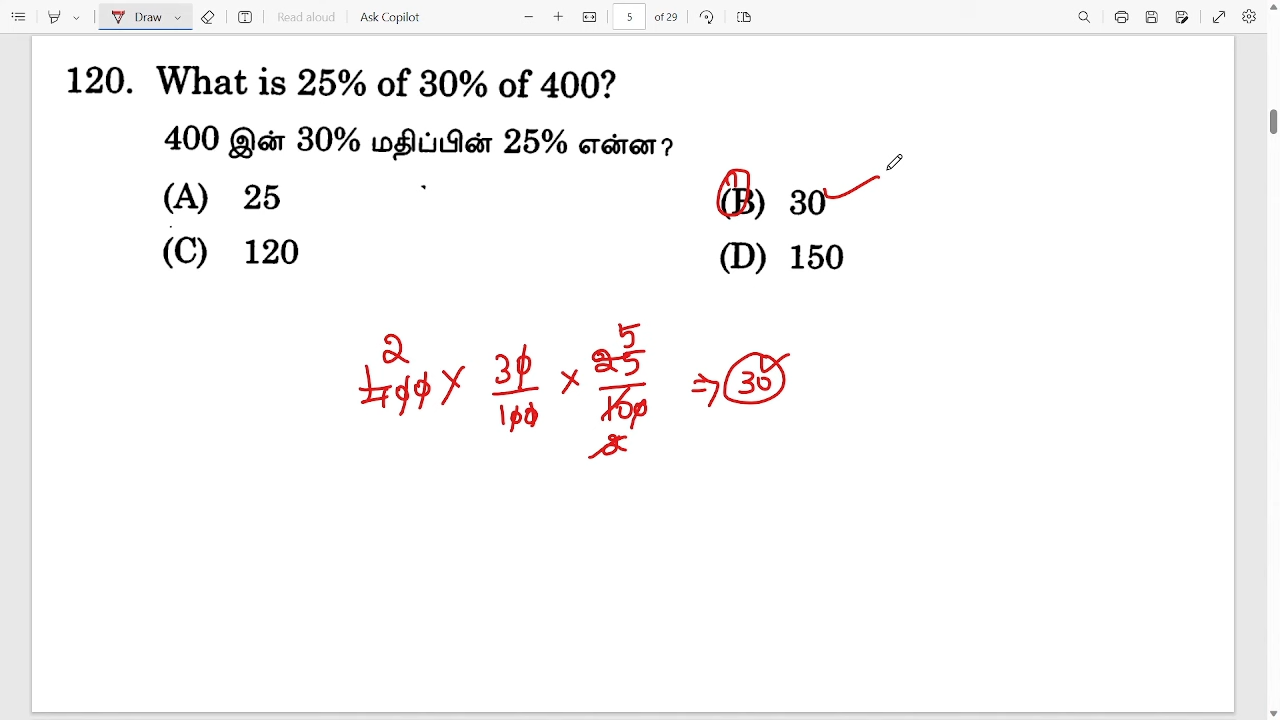 Draw
Read aloud
Ask Copilot
5
of 29
120. What is 25% of 30% of 400?
400 இன் 30% மதிப்பின் 25% என்ன?
(A) 25
(B) 30
(C) 120
(D) 150
2 5
400 × 30 × 25 ⇒ 30
100 100
2